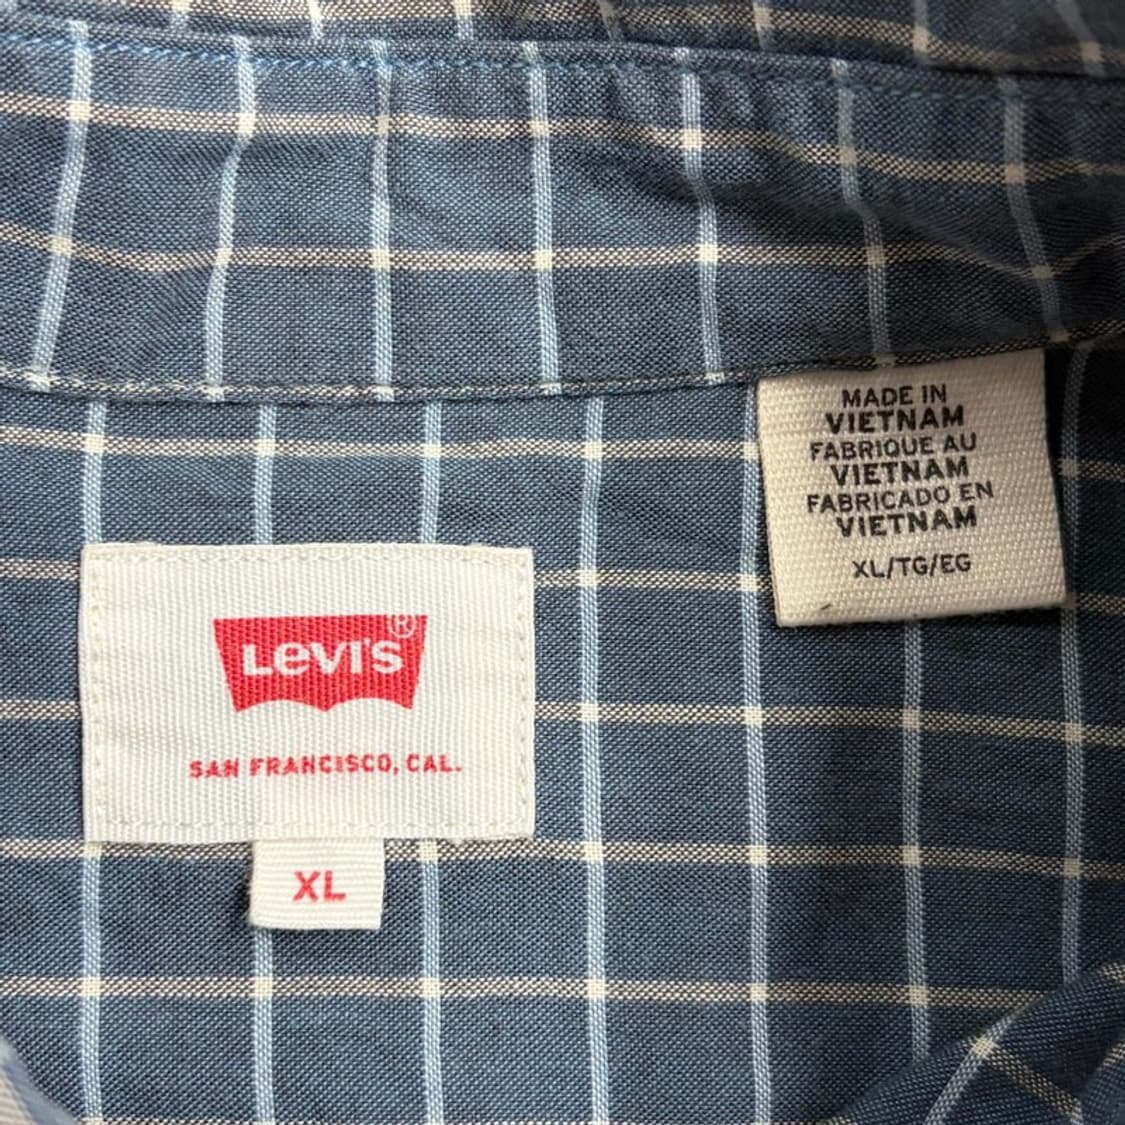 MADE IN
VIETNAM
FABRIQUE AU
VIETNAM
FABRICADO EN
VIETNAM
XL/TG/EG
LEVI'S®
SAN FRANCISCO, CAL.
XL